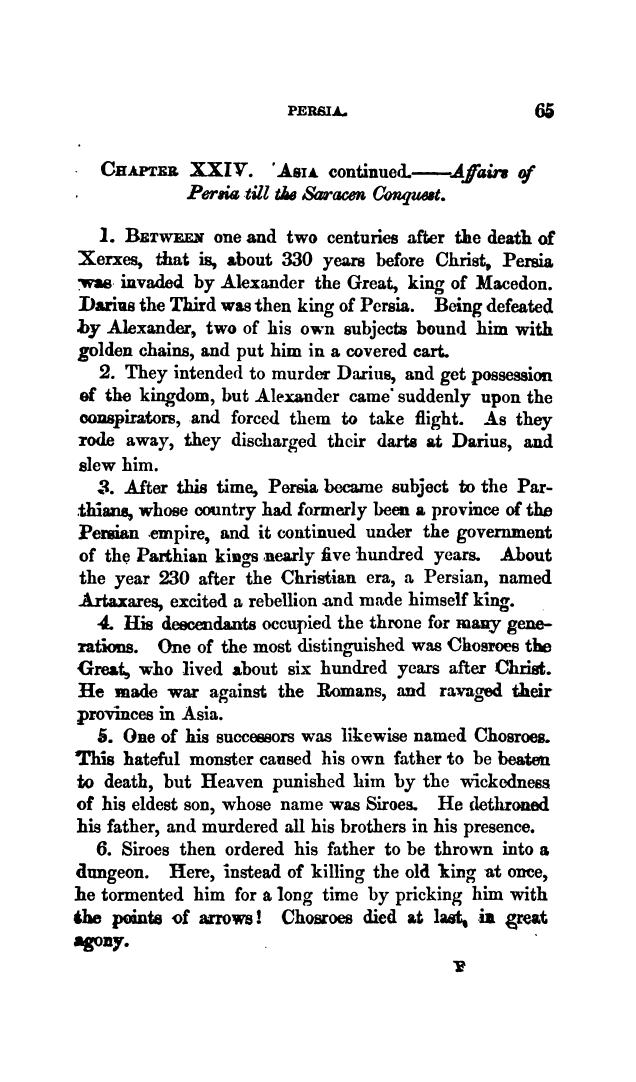 PERSIA. 65
CHAPTER XXIV. ASIA continued.——Affairs of
Persia till the Saracen Conquest.
1. BETWEEN one and two centuries after the death of
Xerxes, that is, about 330 years before Christ, Persia
was invaded by Alexander the Great, king of Macedon.
Darius the Third was then king of Persia. Being defeated
by Alexander, two of his own subjects bound him with
golden chains, and put him in a covered cart.
2. They intended to murder Darius, and get possession
of the kingdom, but Alexander came suddenly upon the
conspirators, and forced them to take flight. As they
rode away, they discharged their darts at Darius, and
slew him.
3. After this time, Persia became subject to the Par-
thians, whose country had formerly been a province of the
Persian empire, and it continued under the government
of the Parthian kings nearly five hundred years. About
the year 230 after the Christian era, a Persian, named
Artaxares, excited a rebellion and made himself king.
4. His descendants occupied the throne for many gene-
rations. One of the most distinguished was Chosroes the
Great, who lived about six hundred years after Christ.
He made war against the Romans, and ravaged their
provinces in Asia.
5. One of his successors was likewise named Chosroes.
This hateful monster caused his own father to be beaten
to death, but Heaven punished him by the wickedness
of his eldest son, whose name was Siroes. He dethroned
his father, and murdered all his brothers in his presence.
6. Siroes then ordered his father to be thrown into a
dungeon. Here, instead of killing the old king at once,
he tormented him for a long time by pricking him with
the points of arrows! Chosroes died at last, in great
agony.
F